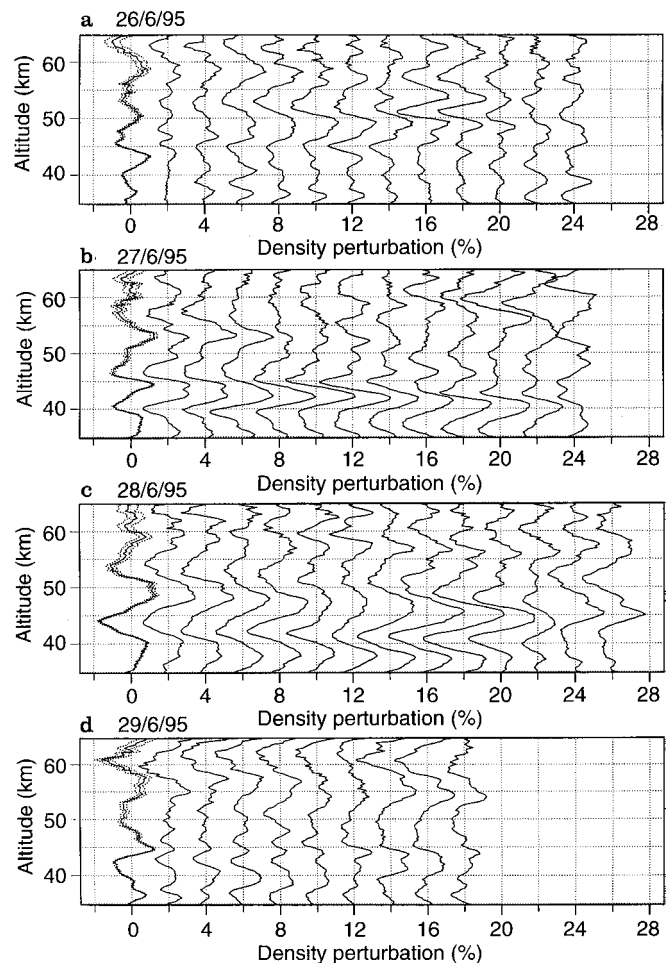 a 26/6/95
Altitude (km)
60
50
40
0 4 8 12 16 20 24 28
Density perturbation (%)
b 27/6/95
Altitude (km)
60
50
40
0 4 8 12 16 20 24 28
Density perturbation (%)
c 28/6/95
Altitude (km)
60
50
40
0 4 8 12 16 20 24 28
Density perturbation (%)
d 29/6/95
Altitude (km)
60
50
40
0 4 8 12 16 20 24 28
Density perturbation (%)